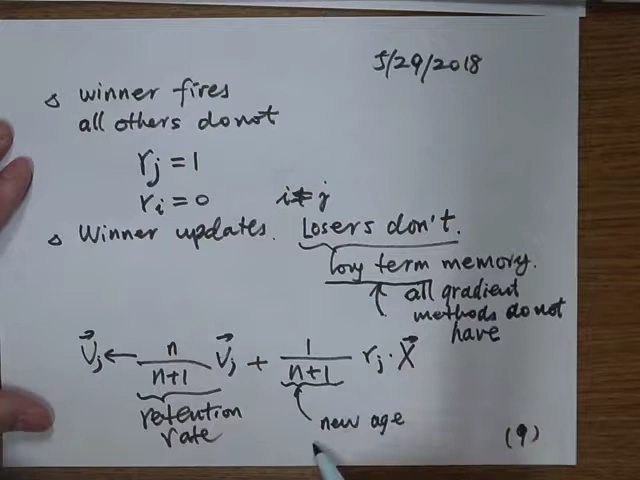 5/29/2018
△ winner fires
all others do not
rj = 1
ri = 0 i ≠ j
△ Winner updates. Losers don't.
long term memory.
all gradient
methods do not
have
v⃗j ← n/(n+1) v⃗j + 1/(n+1) rj · x⃗
retention
rate
new age
(9)